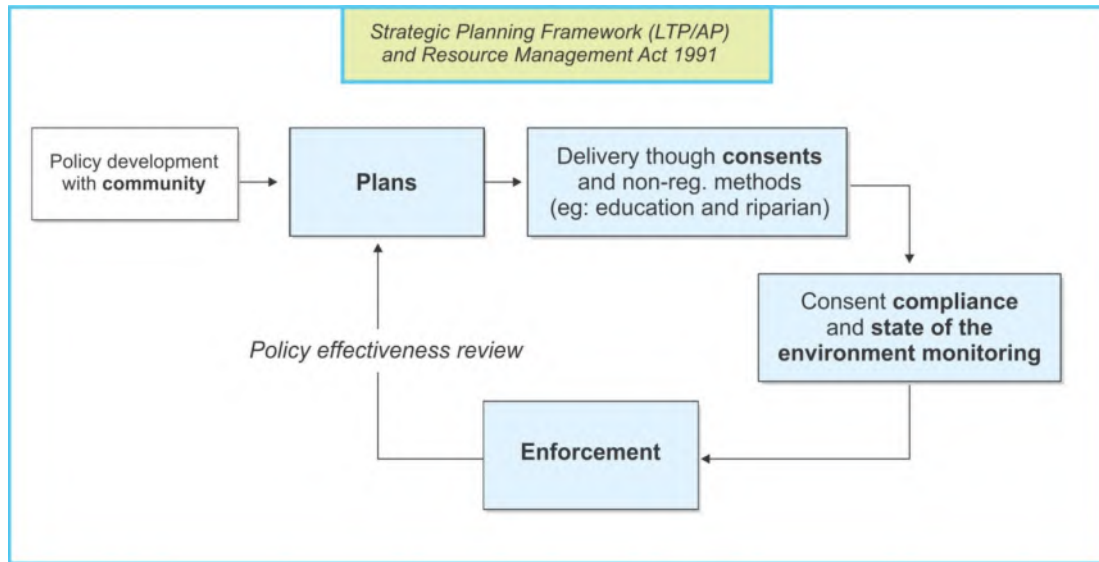 Strategic Planning Framework (LTP/AP)
and Resource Management Act 1991
Policy development
with community
Plans
Delivery though consents
and non-reg. methods
(eg: education and riparian)
Consent compliance
and state of the
environment monitoring
Policy effectiveness review
Enforcement